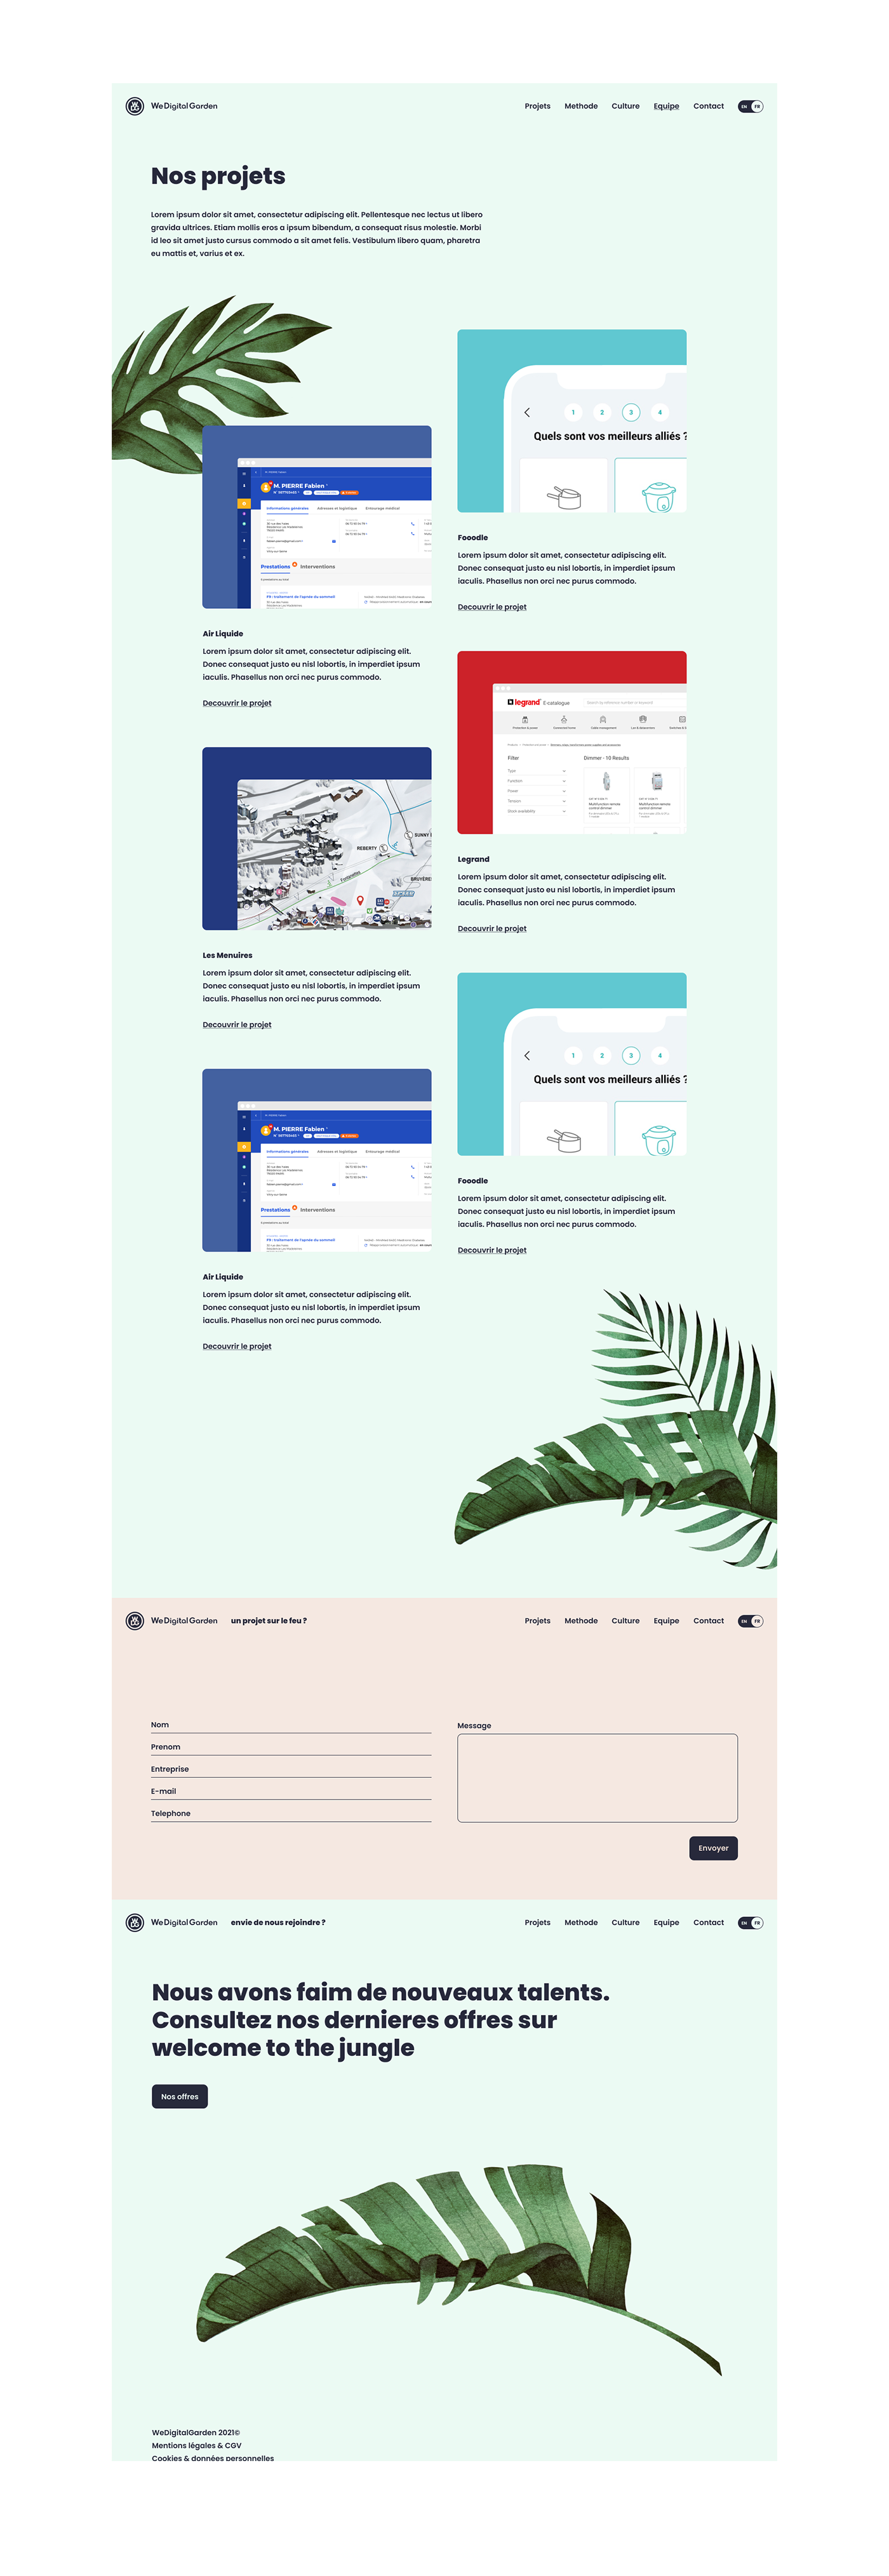 WeDigitalGarden
Projets Methode Culture Equipe Contact EN FR
Nos projets
Lorem ipsum dolor sit amet, consectetur adipiscing elit. Pellentesque nec lectus ut libero
gravida ultrices. Etiam mollis eros a ipsum bibendum, a consequat risus molestie. Morbi
id leo sit amet justo cursus commodo a sit amet felis. Vestibulum libero quam, pharetra
eu mattis et, varius et ex.
1 2 3 4
Quels sont vos meilleurs alliés ?
Fooodle
Lorem ipsum dolor sit amet, consectetur adipiscing elit.
Donec consequat justo eu nisl lobortis, in imperdiet ipsum
iaculis. Phasellus non orci nec purus commodo.
Decouvrir le projet
M. PIERRE Fabien
Informations générales Adresses et logistique Entourage médical
Prestations Interventions
Air Liquide
Lorem ipsum dolor sit amet, consectetur adipiscing elit.
Donec consequat justo eu nisl lobortis, in imperdiet ipsum
iaculis. Phasellus non orci nec purus commodo.
Decouvrir le projet
legrand E-catalogue
Filter
Type
Function
Power
Tension
Stock availability
Dimmer - 10 Results
Multifunction remote
control dimmer
Multifunction remote
control dimmer
Legrand
Lorem ipsum dolor sit amet, consectetur adipiscing elit.
Donec consequat justo eu nisl lobortis, in imperdiet ipsum
iaculis. Phasellus non orci nec purus commodo.
Decouvrir le projet
SUNNY
REBERTY
BRUYÈRE
Les Menuires
Lorem ipsum dolor sit amet, consectetur adipiscing elit.
Donec consequat justo eu nisl lobortis, in imperdiet ipsum
iaculis. Phasellus non orci nec purus commodo.
Decouvrir le projet
1 2 3 4
Quels sont vos meilleurs alliés ?
Fooodle
Lorem ipsum dolor sit amet, consectetur adipiscing elit.
Donec consequat justo eu nisl lobortis, in imperdiet ipsum
iaculis. Phasellus non orci nec purus commodo.
Decouvrir le projet
M. PIERRE Fabien
Informations générales Adresses et logistique Entourage médical
Prestations Interventions
Air Liquide
Lorem ipsum dolor sit amet, consectetur adipiscing elit.
Donec consequat justo eu nisl lobortis, in imperdiet ipsum
iaculis. Phasellus non orci nec purus commodo.
Decouvrir le projet
WeDigitalGarden un projet sur le feu ?
Projets Methode Culture Equipe Contact EN FR
Nom
Prenom
Entreprise
E-mail
Telephone
Message
Envoyer
WeDigitalGarden envie de nous rejoindre ?
Projets Methode Culture Equipe Contact EN FR
Nous avons faim de nouveaux talents.
Consultez nos dernieres offres sur
welcome to the jungle
Nos offres
WeDigitalGarden 2021©
Mentions légales & CGV
Cookies & données personnelles